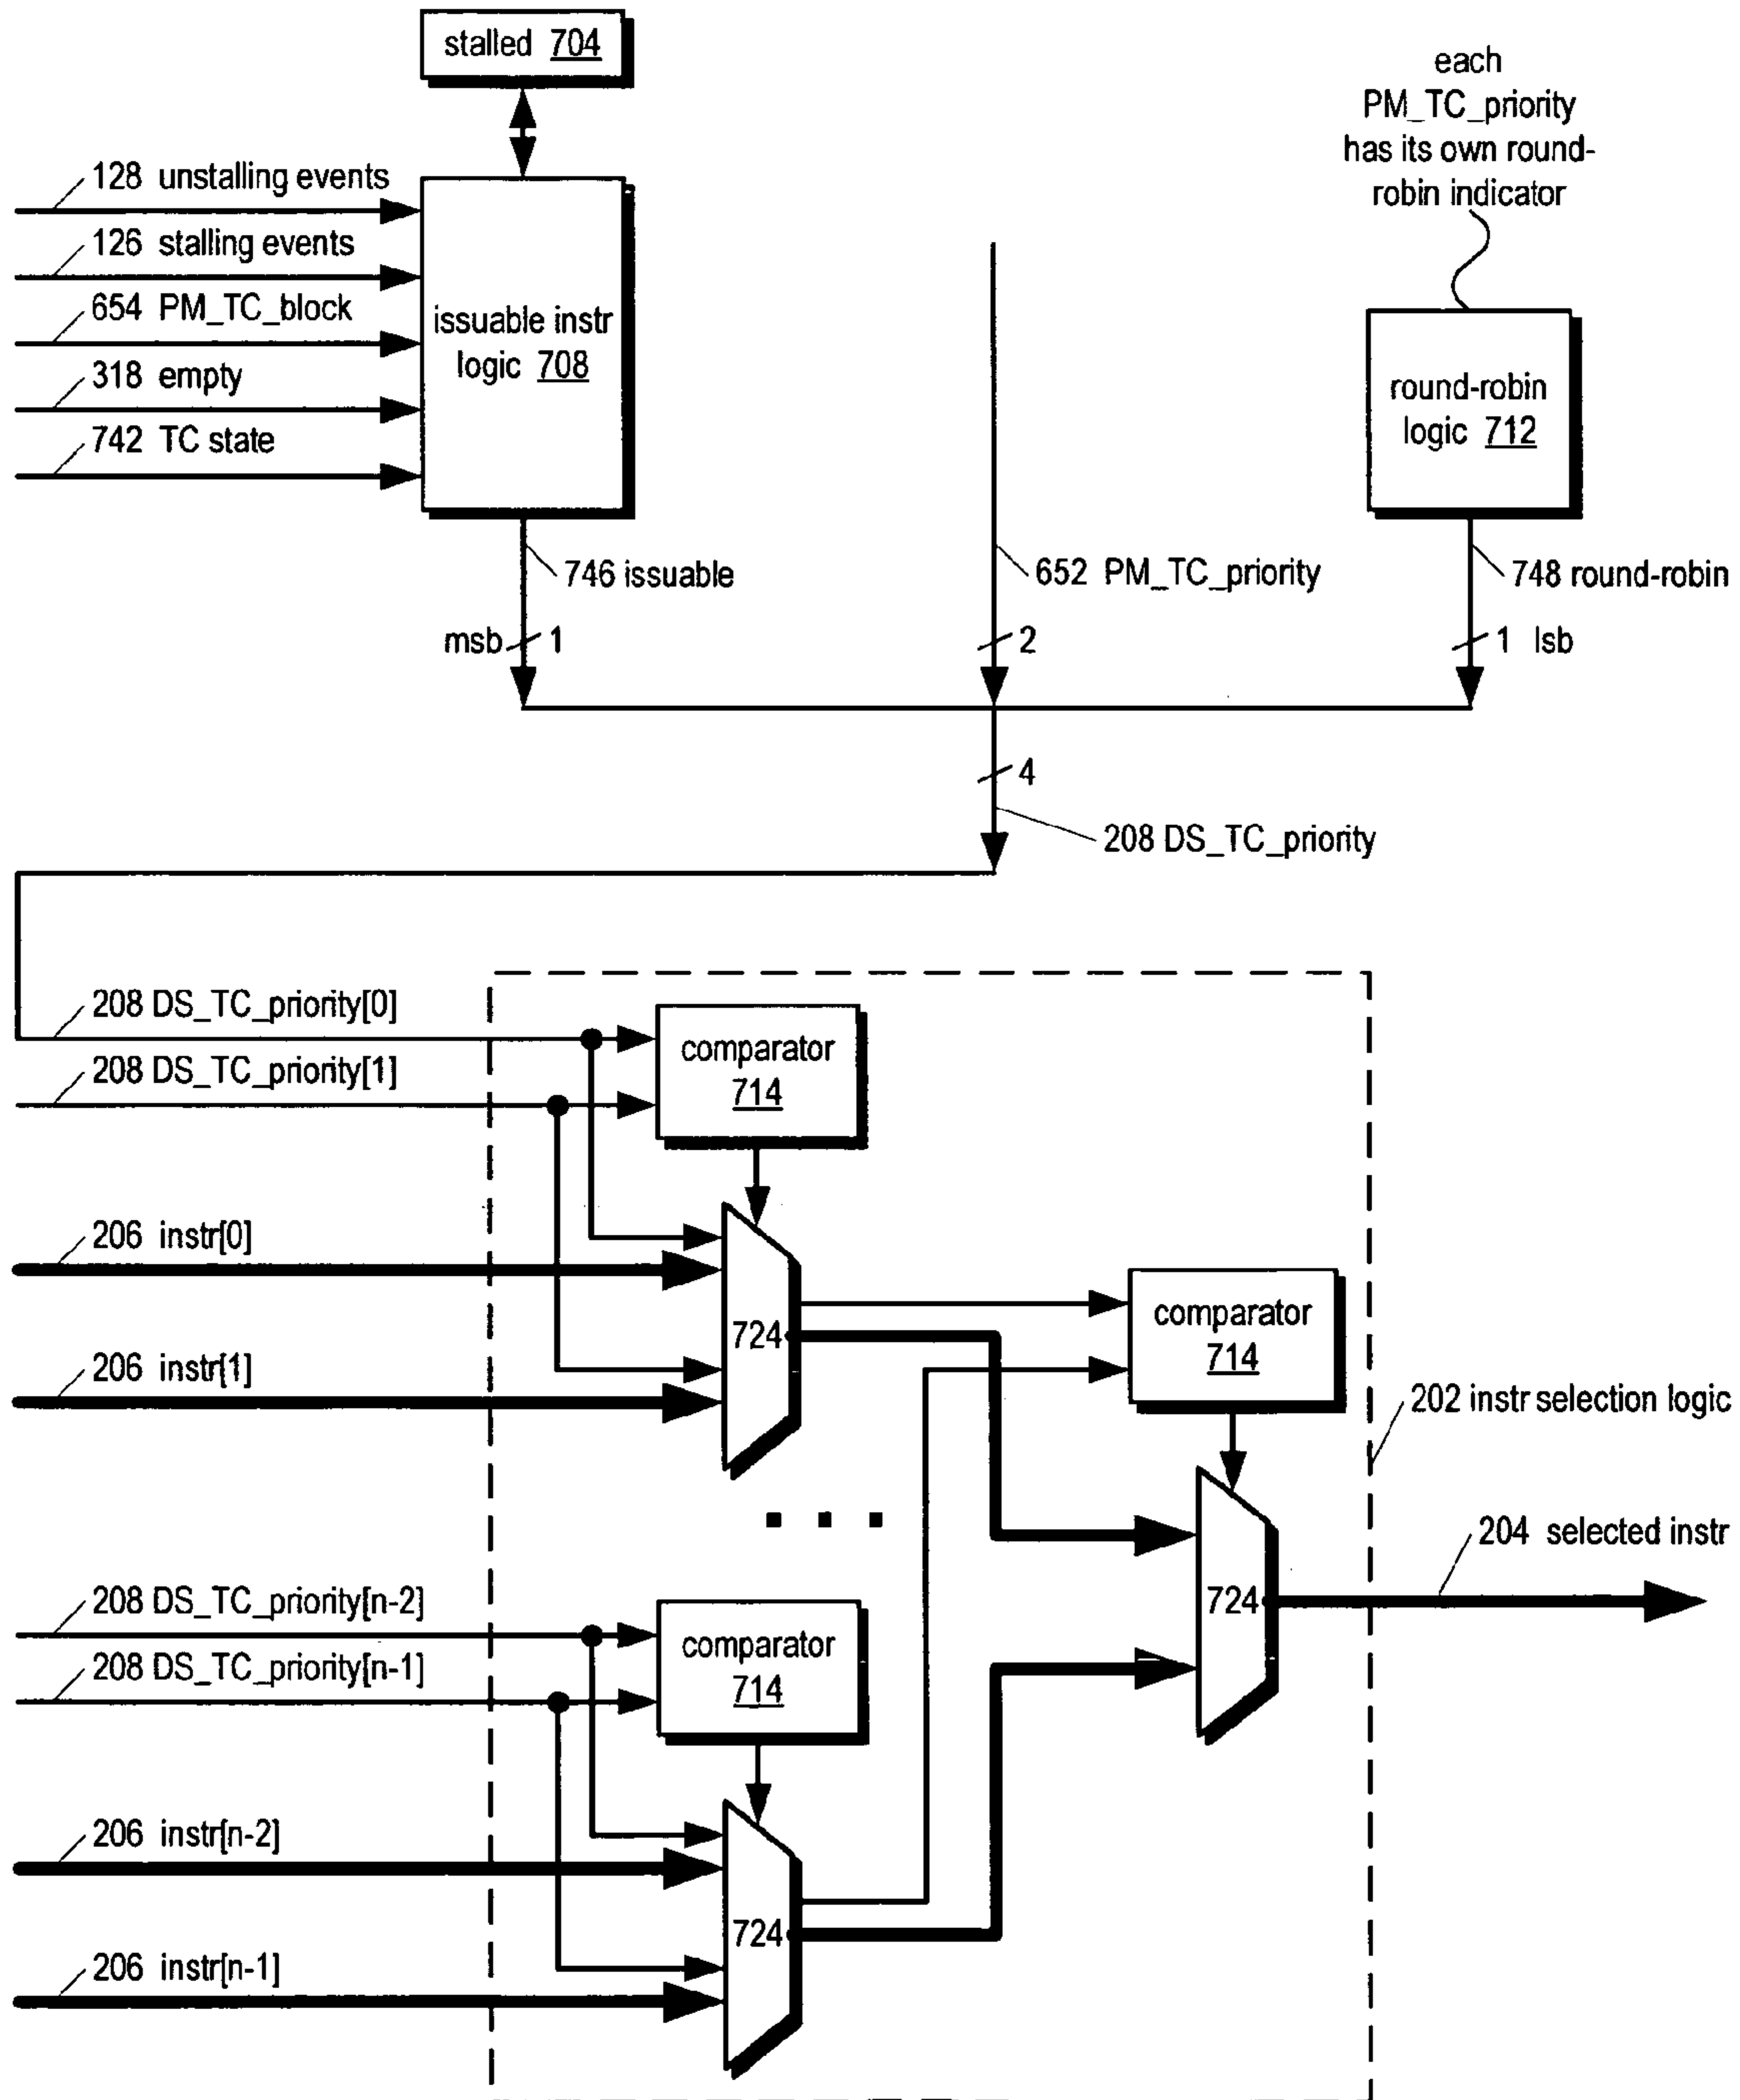 stalled 704
each
PM_TC_priority
has its own round-
robin indicator
128 unstalling events
126 stalling events
654 PM_TC_block
318 empty
742 TC state
issuable instr
logic 708
round-robin
logic 712
746 issuable
652 PM_TC_priority
748 round-robin
msb 1
2
1 lsb
4
208 DS_TC_priority
208 DS_TC_priority[0]
208 DS_TC_priority[1]
comparator
714
206 instr[0]
206 instr[1]
724
comparator
714
202 instr selection logic
204 selected instr
724
208 DS_TC_priority[n-2]
208 DS_TC_priority[n-1]
comparator
714
206 instr[n-2]
206 instr[n-1]
724